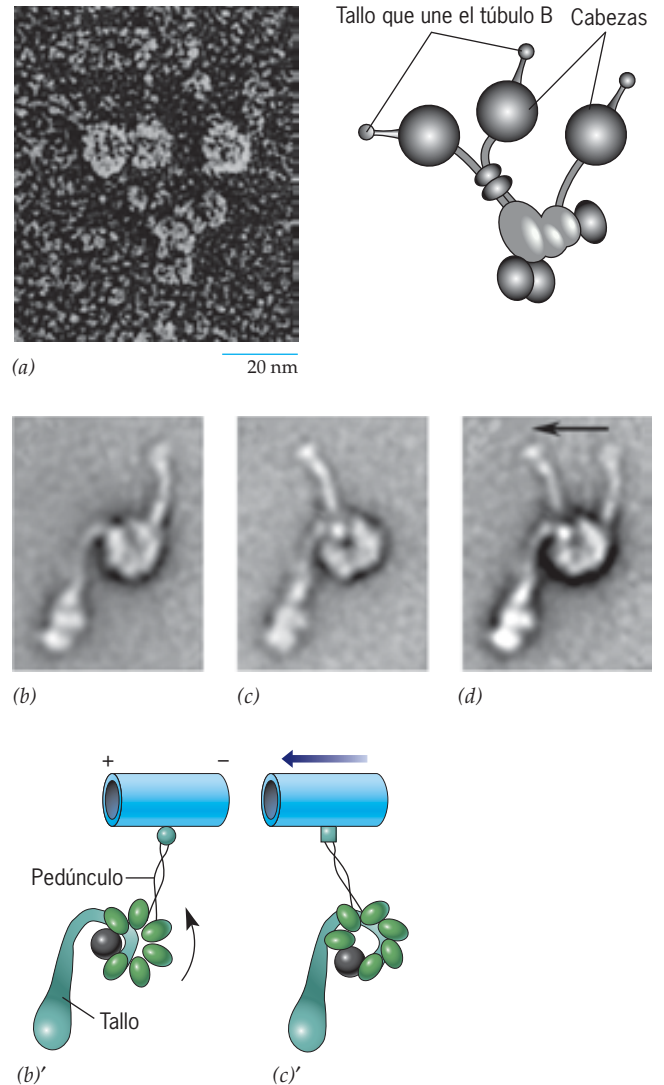 Tallo que une el túbulo B
Cabezas
(a)
20 nm
(b)
(c)
(d)
+
–
Pedúnculo
Tallo
(b)′
(c)′